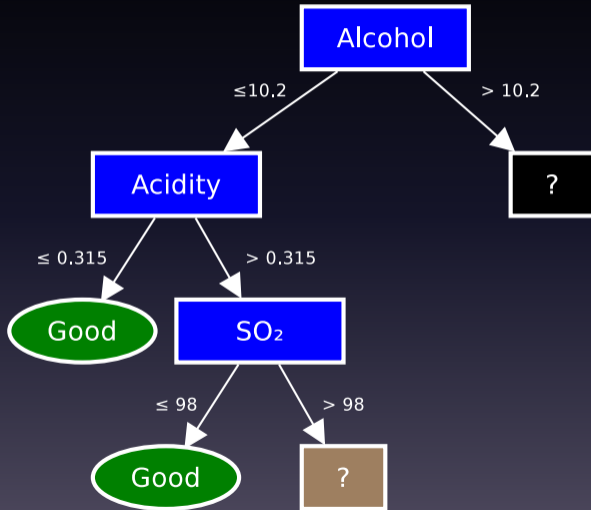 Alcohol
≤10.2
> 10.2
Acidity
?
≤ 0.315
> 0.315
Good
SO₂
≤ 98
> 98
Good
?